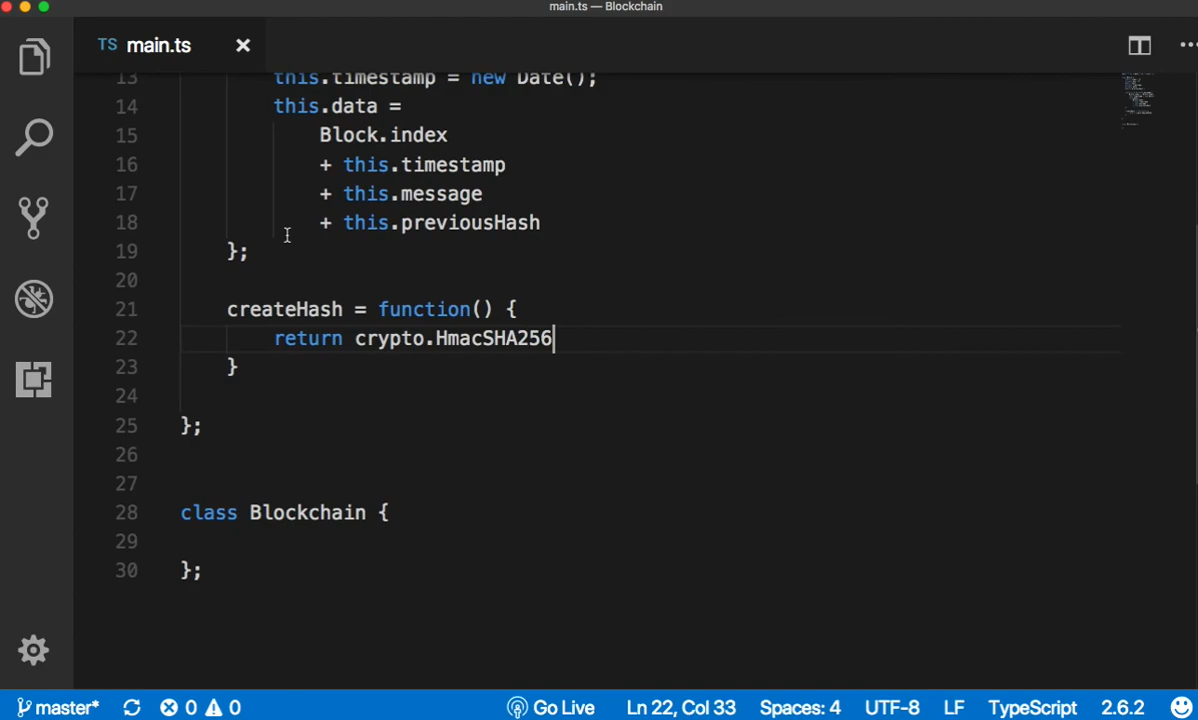 main.ts — Blockchain
TS main.ts
13 this.timestamp = new Date();
14 this.data =
15 Block.index
16 + this.timestamp
17 + this.message
18 + this.previousHash
19 };
20
21 createHash = function() {
22 return crypto.HmacSHA256
23 }
24
25 };
26
27
28 class Blockchain {
29
30 };
master* 0 0 Go Live Ln 22, Col 33 Spaces: 4 UTF-8 LF TypeScript 2.6.2